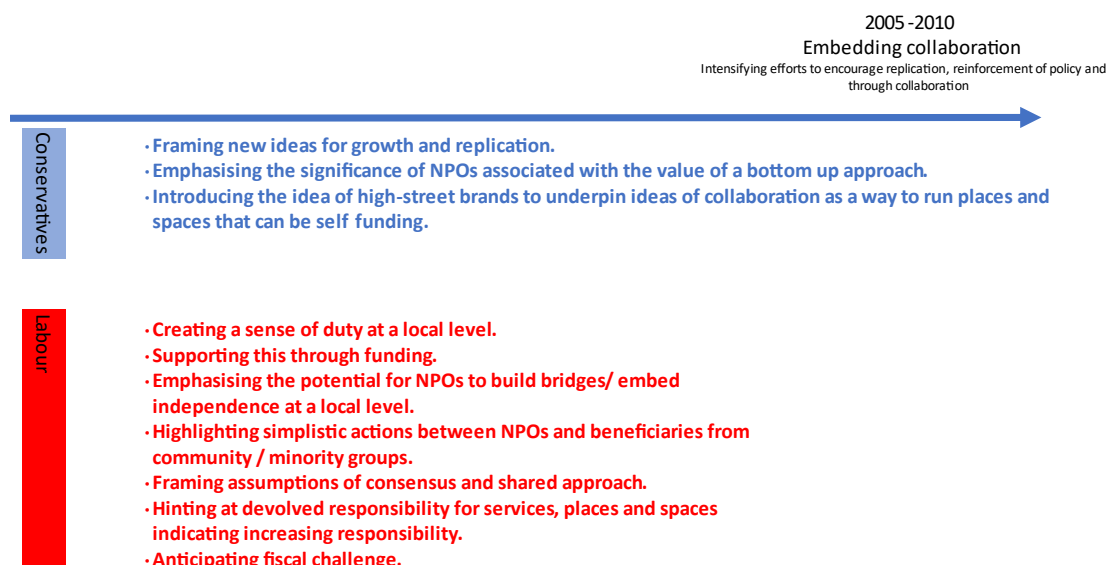 2005-2010
Embedding collaboration
Intensifying efforts to encourage replication, reinforcement of policy and
through collaboration
Conservatives
· Framing new ideas for growth and replication.
· Emphasising the significance of NPOs associated with the value of a bottom up approach.
· Introducing the idea of high-street brands to underpin ideas of collaboration as a way to run places and
spaces that can be self funding.
Labour
· Creating a sense of duty at a local level.
· Supporting this through funding.
· Emphasising the potential for NPOs to build bridges/ embed
independence at a local level.
· Highlighting simplistic actions between NPOs and beneficiaries from
community / minority groups.
· Framing assumptions of consensus and shared approach.
· Hinting at devolved responsibility for services, places and spaces
indicating increasing responsibility.
· Anticipating fiscal challenge.